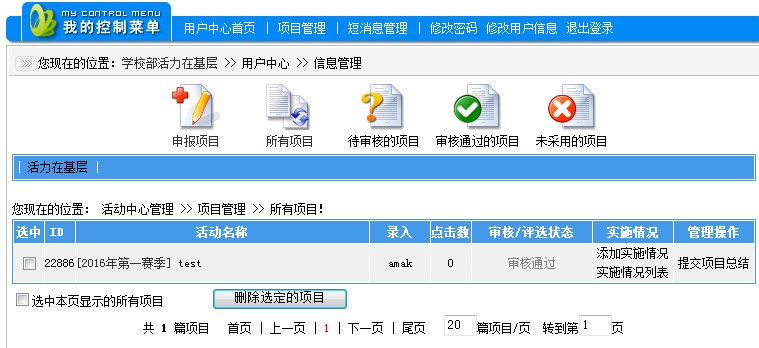 MY CONTROL MENU
我的控制菜单 用户中心首页 | 项目管理 | 短消息管理 | 修改密码 修改用户信息 退出登录
您现在的位置：学校部活力在基层 >> 用户中心 >> 信息管理
申报项目 所有项目 待审核的项目 审核通过的项目 未采用的项目
| 活力在基层 |
您现在的位置： 活动中心管理 >> 项目管理 >> 所有项目!
选中 ID 活动名称 录入 点击数 审核/评选状态 实施情况 管理操作
22886 [2016年第一赛季] test amak 0 审核通过 添加实施情况 提交项目总结
实施情况列表
选中本页显示的所有项目 删除选定的项目
共 1 篇项目 首页 | 上一页 | 1 | 下一页 | 尾页 20 篇项目/页 转到第 1 页